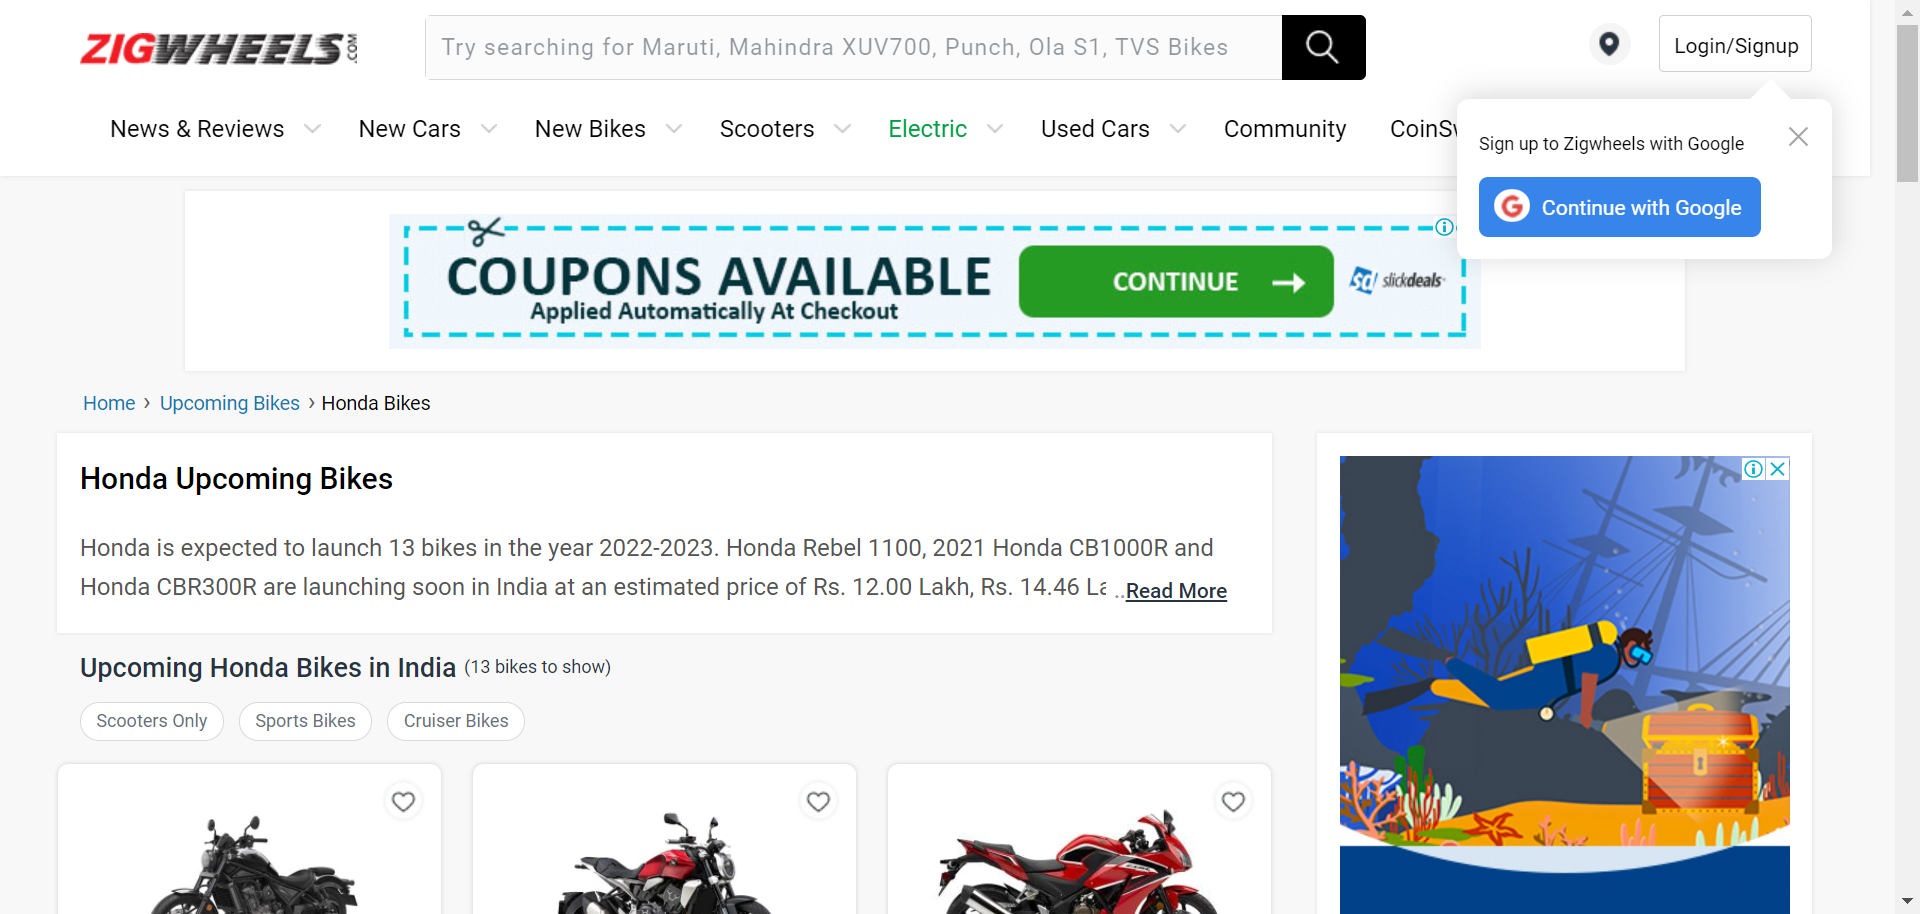 ZIGWHEELS.COM
Try searching for Maruti, Mahindra XUV700, Punch, Ola S1, TVS Bikes
Login/Signup
News & Reviews
New Cars
New Bikes
Scooters
Electric
Used Cars
Community
Sign up to Zigwheels with Google
Continue with Google
COUPONS AVAILABLE
Applied Automatically At Checkout
CONTINUE
sd slickdeals
Home › Upcoming Bikes › Honda Bikes
Honda Upcoming Bikes
Honda is expected to launch 13 bikes in the year 2022-2023. Honda Rebel 1100, 2021 Honda CB1000R and
Honda CBR300R are launching soon in India at an estimated price of Rs. 12.00 Lakh, Rs. 14.46 La ..Read More
Upcoming Honda Bikes in India (13 bikes to show)
Scooters Only
Sports Bikes
Cruiser Bikes